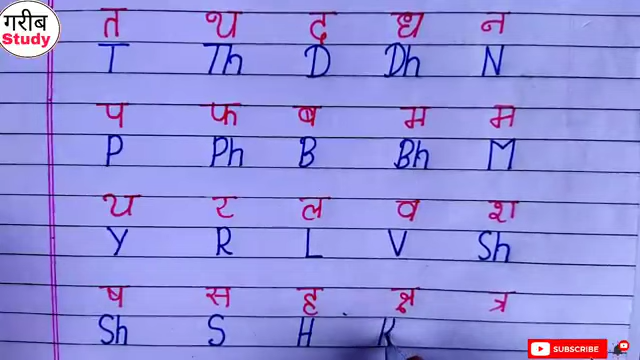 गरीब
Study
त थ द ध न
T Th D Dh N
प फ ब भ म
P Ph B Bh M
य र ल व श
Y R L V Sh
ष स ह क्ष त्र
Sh S H K
SUBSCRIBE